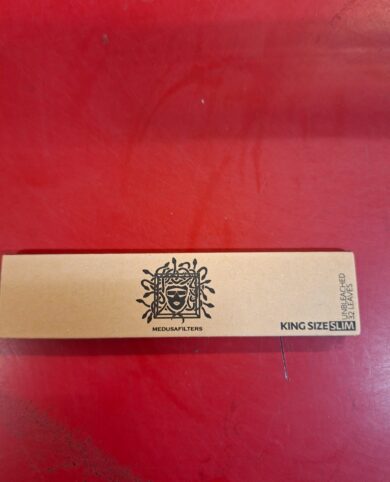 MEDUSAFILTERS
KING SIZE SLIM
UNBLEACHED
32 LEAVES